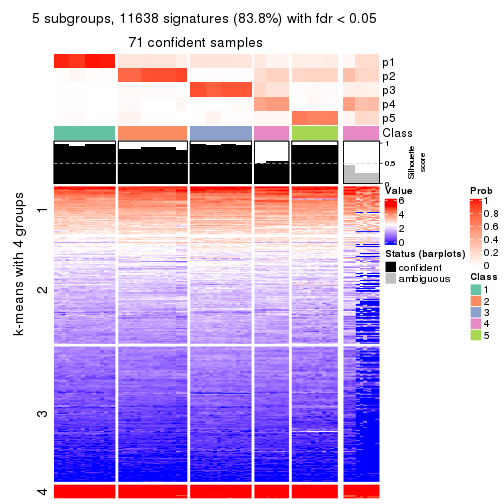 5 subgroups, 11638 signatures (83.8%) with fdr < 0.05
71 confident samples
p1
p2
p3
p4
p5
Class
1
0.5
0
Silhouette
score
k-means with 4 groups
1
2
3
4
Value
6
4
2
0
Status (barplots)
confident
ambiguous
Prob
1
0.8
0.6
0.4
0.2
0
Class
1
2
3
4
5